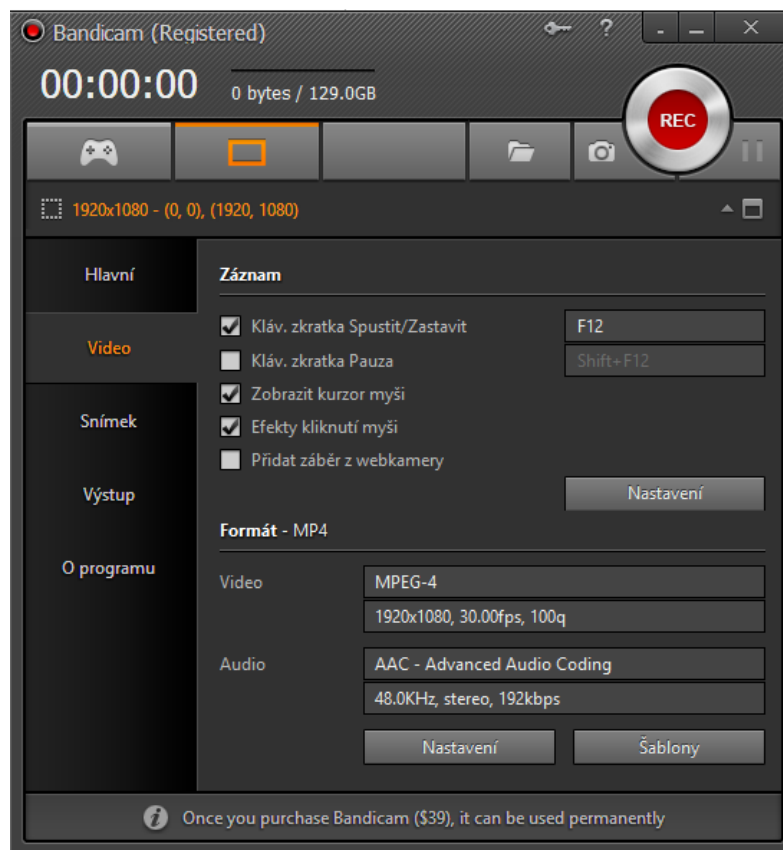 Bandicam (Registered)
?
00:00:00
0 bytes / 129.0GB
REC
1920x1080 - (0, 0), (1920, 1080)
Hlavní
Video
Snímek
Výstup
O programu
Záznam
Kláv. zkratka Spustit/Zastavit
F12
Kláv. zkratka Pauza
Shift+F12
Zobrazit kurzor myši
Efekty kliknutí myši
Přidat záběr z webkamery
Nastavení
Formát - MP4
Video
MPEG-4
1920x1080, 30.00fps, 100q
Audio
AAC - Advanced Audio Coding
48.0KHz, stereo, 192kbps
Nastavení
Šablony
Once you purchase Bandicam ($39), it can be used permanently